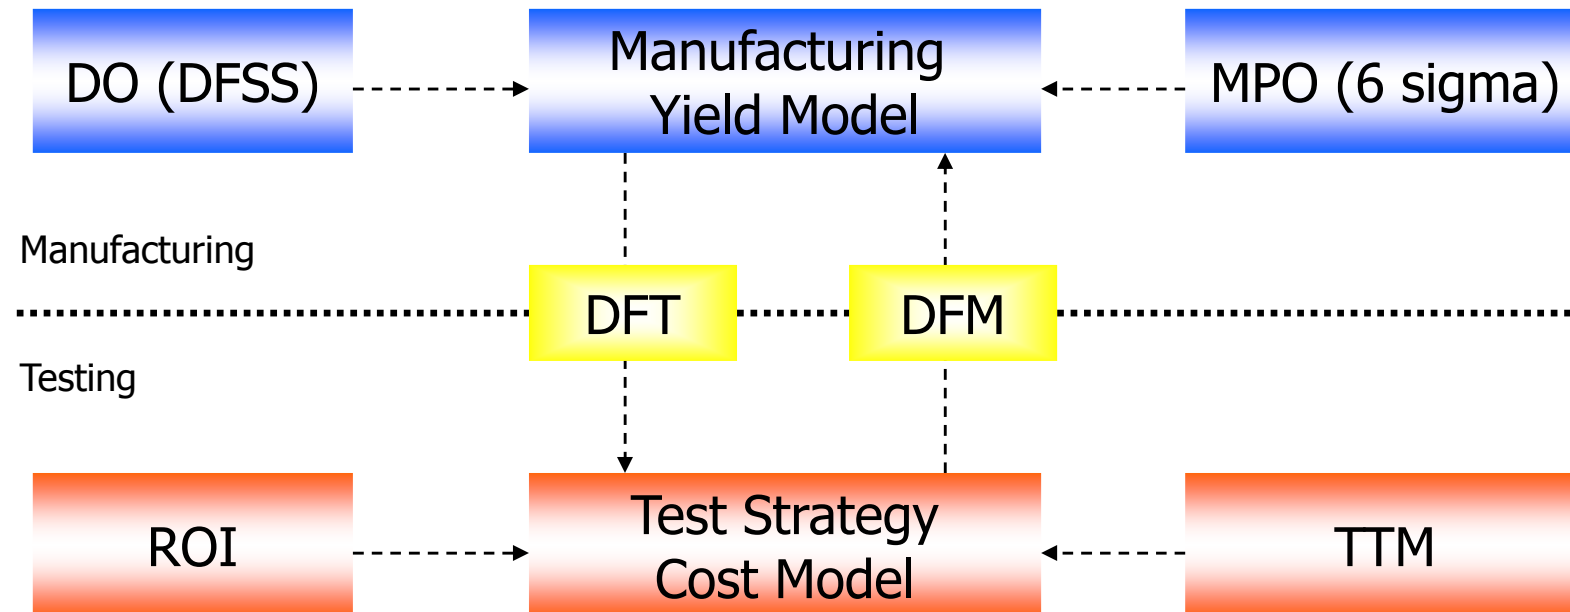 DO (DFSS)
Manufacturing
Yield Model
MPO (6 sigma)
Manufacturing
DFT
DFM
Testing
ROI
Test Strategy
Cost Model
TTM